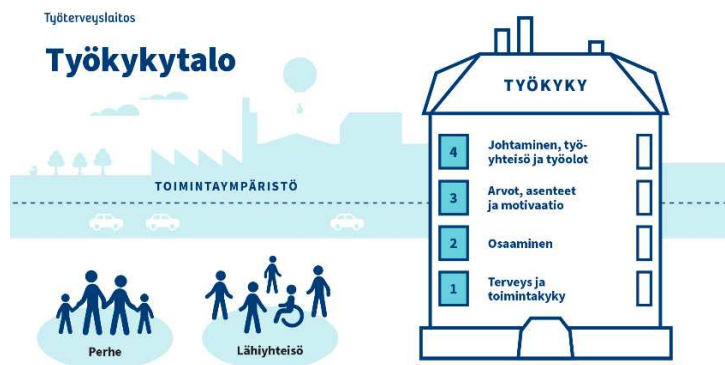 Työterveyslaitos
Työkykytalo
TOIMINTAYMPÄRISTÖ
Perhe
Lähiyhteisö
TYÖKYKY
4
Johtaminen, työ-
yhteisö ja työolot
3
Arvot, asenteet
ja motivaatio
2
Osaaminen
1
Terveys ja
toimintakyky